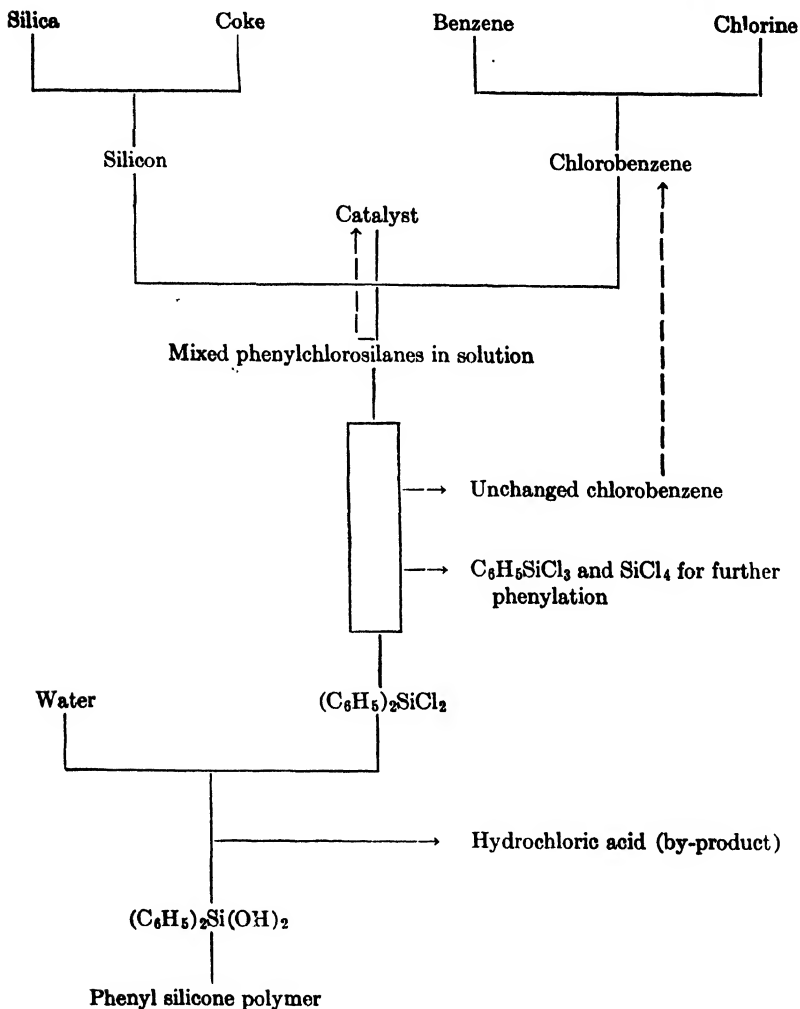 Silica Coke Benzene Chlorine
Silicon Chlorobenzene
Catalyst
Mixed phenylchlorosilanes in solution
Unchanged chlorobenzene
C₆H₅SiCl₃ and SiCl₄ for further
phenylation
Water (C₆H₅)₂SiCl₂
Hydrochloric acid (by-product)
(C₆H₅)₂Si(OH)₂
Phenyl silicone polymer